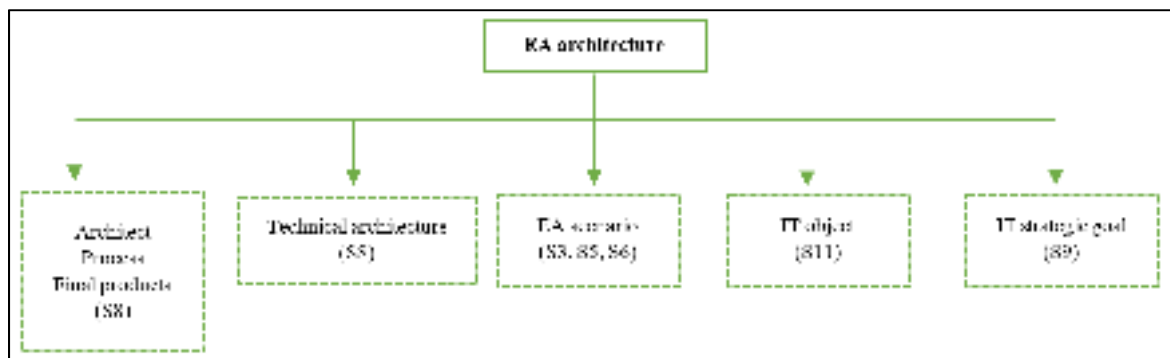 EA architecture
Architect
Process
Final products
(S8)
Technical architecture
(S5)
EA scenario
(S3, S5, S6)
IT object
(S11)
IT strategic goal
(S9)